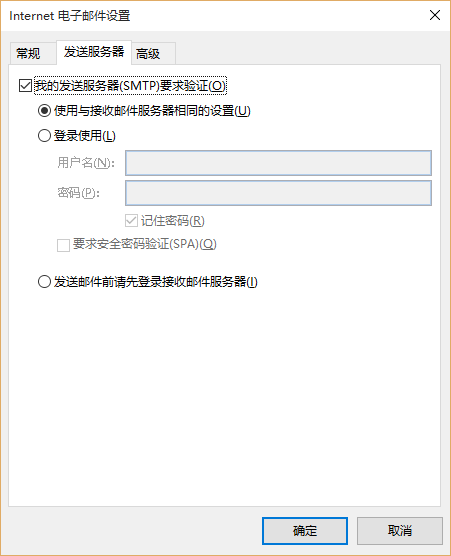 Internet 电子邮件设置
常规 发送服务器 高级
我的发送服务器(SMTP)要求验证(O)
使用与接收邮件服务器相同的设置(U)
登录使用(L)
用户名(N):
密码(P):
记住密码(R)
要求安全密码验证(SPA)(Q)
发送邮件前请先登录接收邮件服务器(I)
确定 取消